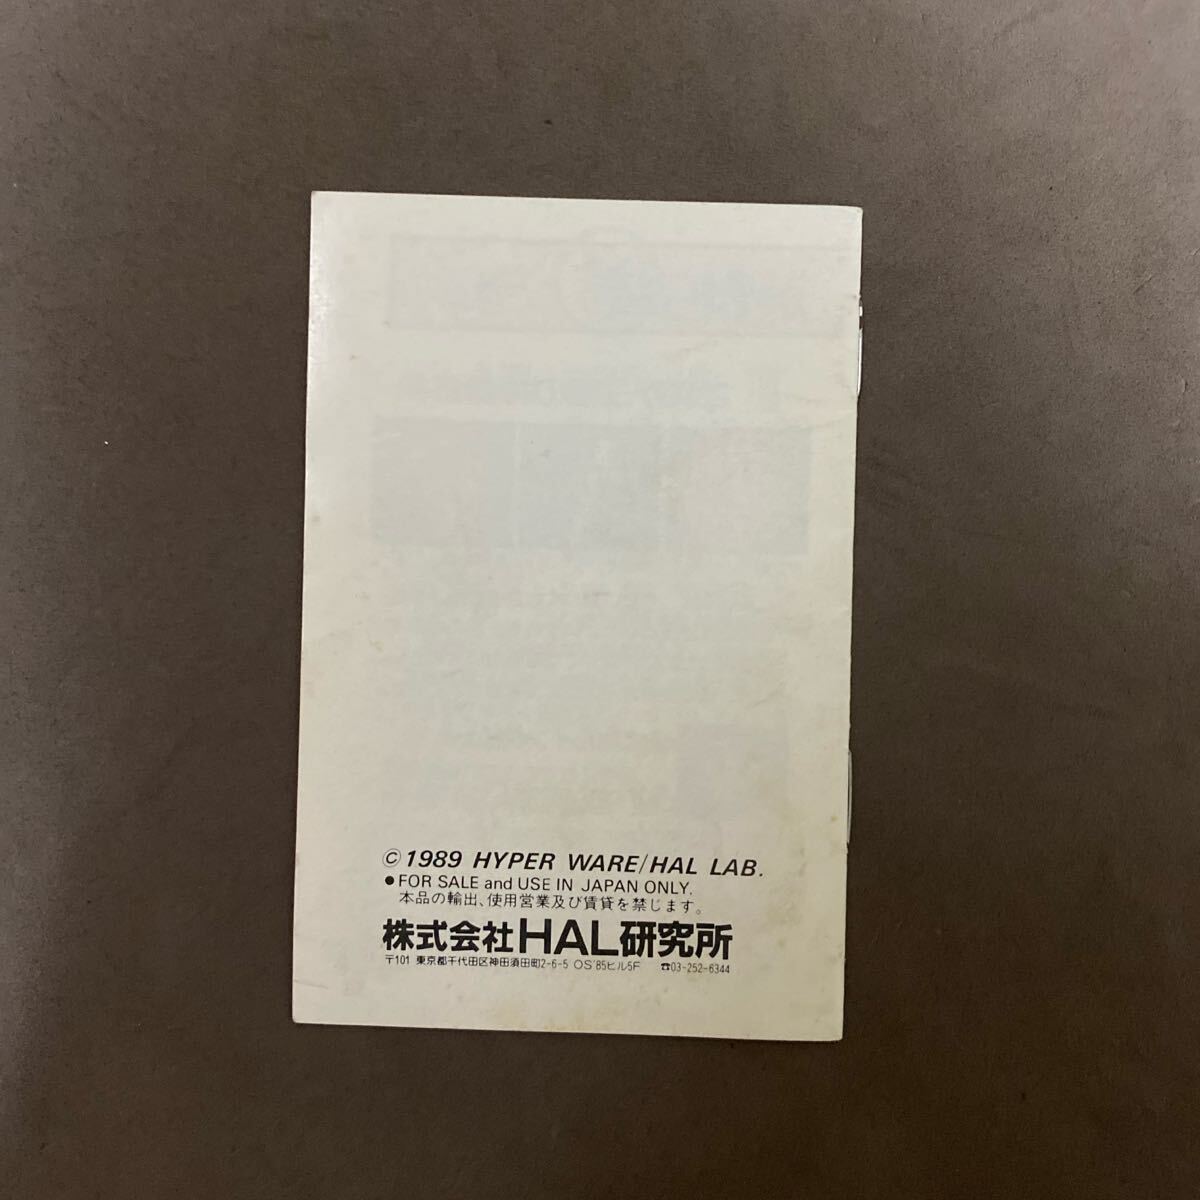 © 1989 HYPER WARE/HAL LAB.
●FOR SALE and USE IN JAPAN ONLY.
本品の輸出、使用営業及び賃貸を禁じます。
株式会社HAL研究所
〒101 東京都千代田区神田須田町2-6-5 OS'85ビル5F ☎03-252-6344